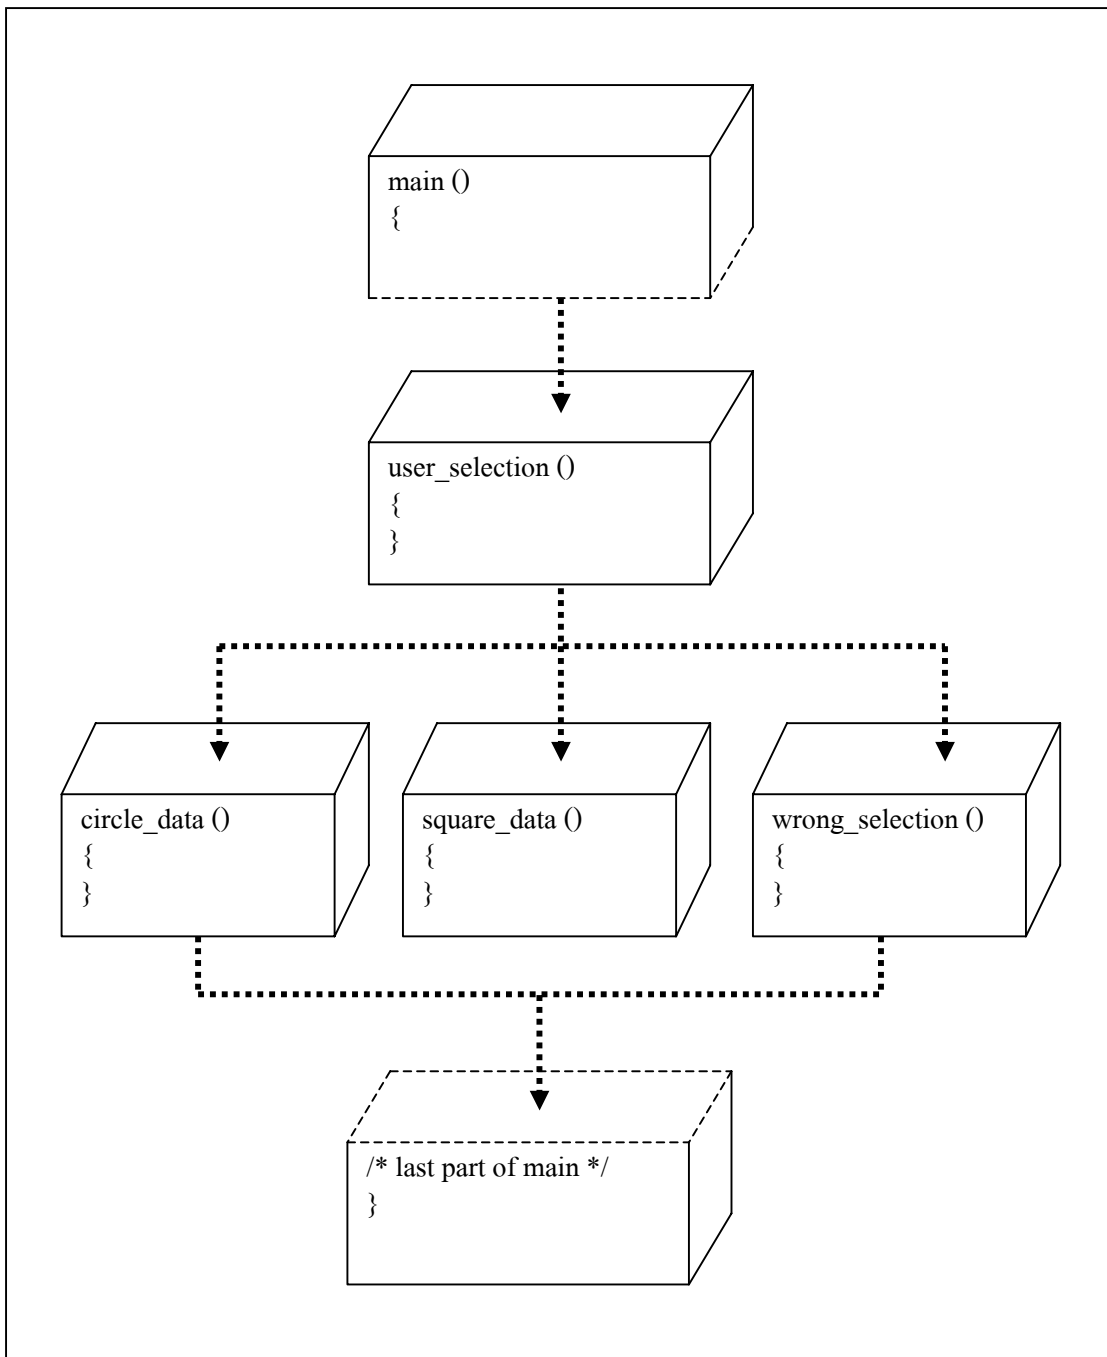 main ()
{
user_selection ()
{
}
circle_data ()
{
}
square_data ()
{
}
wrong_selection ()
{
}
/* last part of main */
}